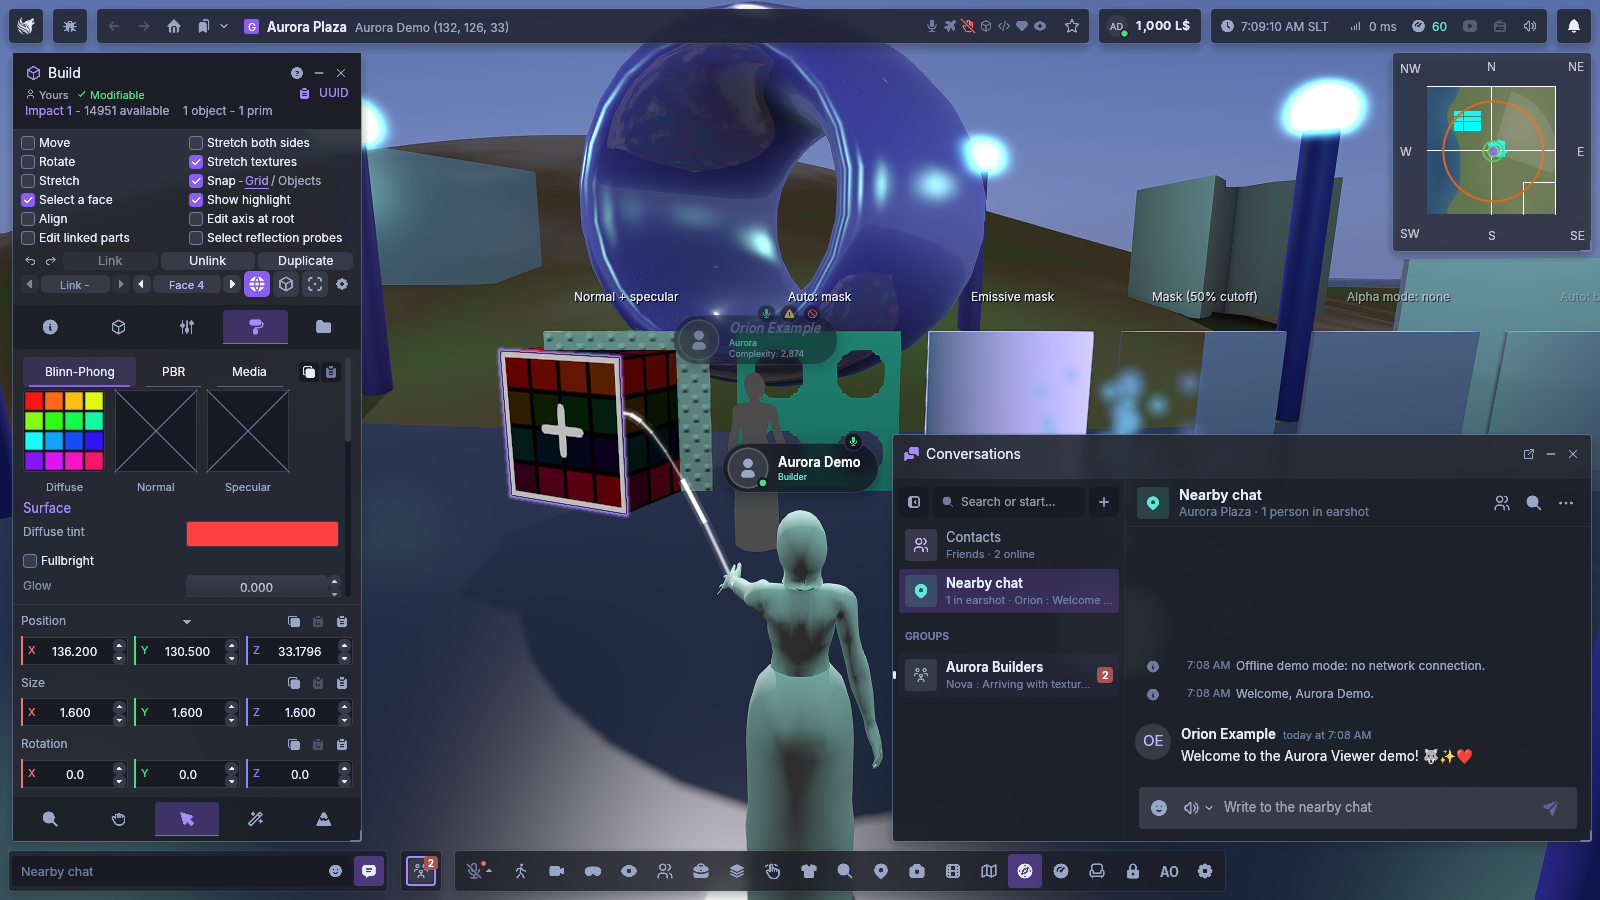 Aurora Plaza Aurora Demo (132, 126, 33)
AD 1,000 L$
7:09:10 AM SLT 0 ms 60
Build
Yours Modifiable
UUID
Impact 1 - 14951 available 1 object - 1 prim
Move Stretch both sides
Rotate Stretch textures
Stretch Snap - Grid / Objects
Select a face Show highlight
Align Edit axis at root
Edit linked parts Select reflection probes
Link Unlink Duplicate
Link - Face 4
Blinn-Phong PBR Media
Diffuse Normal Specular
Surface
Diffuse tint
Fullbright
Glow 0.000
Position
X 136.200 Y 130.500 Z 33.1796
Size
X 1.600 Y 1.600 Z 1.600
Rotation
X 0.0 Y 0.0 Z 0.0
Nearby chat
NW N NE
W E
SW S SE
Normal + specular Auto: mask Emissive mask Mask (50% cutoff) Alpha mode: none Auto: b
Orion Example
Aurora
Complexity: 2,874
Aurora Demo
Builder
Conversations
Search or start...
Contacts
Friends · 2 online
Nearby chat
1 in earshot · Orion : Welcome ...
GROUPS
Aurora Builders
Nova : Arriving with textur...
2
Nearby chat
Aurora Plaza · 1 person in earshot
7:08 AM Offline demo mode: no network connection.
7:08 AM Welcome, Aurora Demo.
OE Orion Example today at 7:08 AM
Welcome to the Aurora Viewer demo! 🐺✨❤️
Write to the nearby chat
2
AO